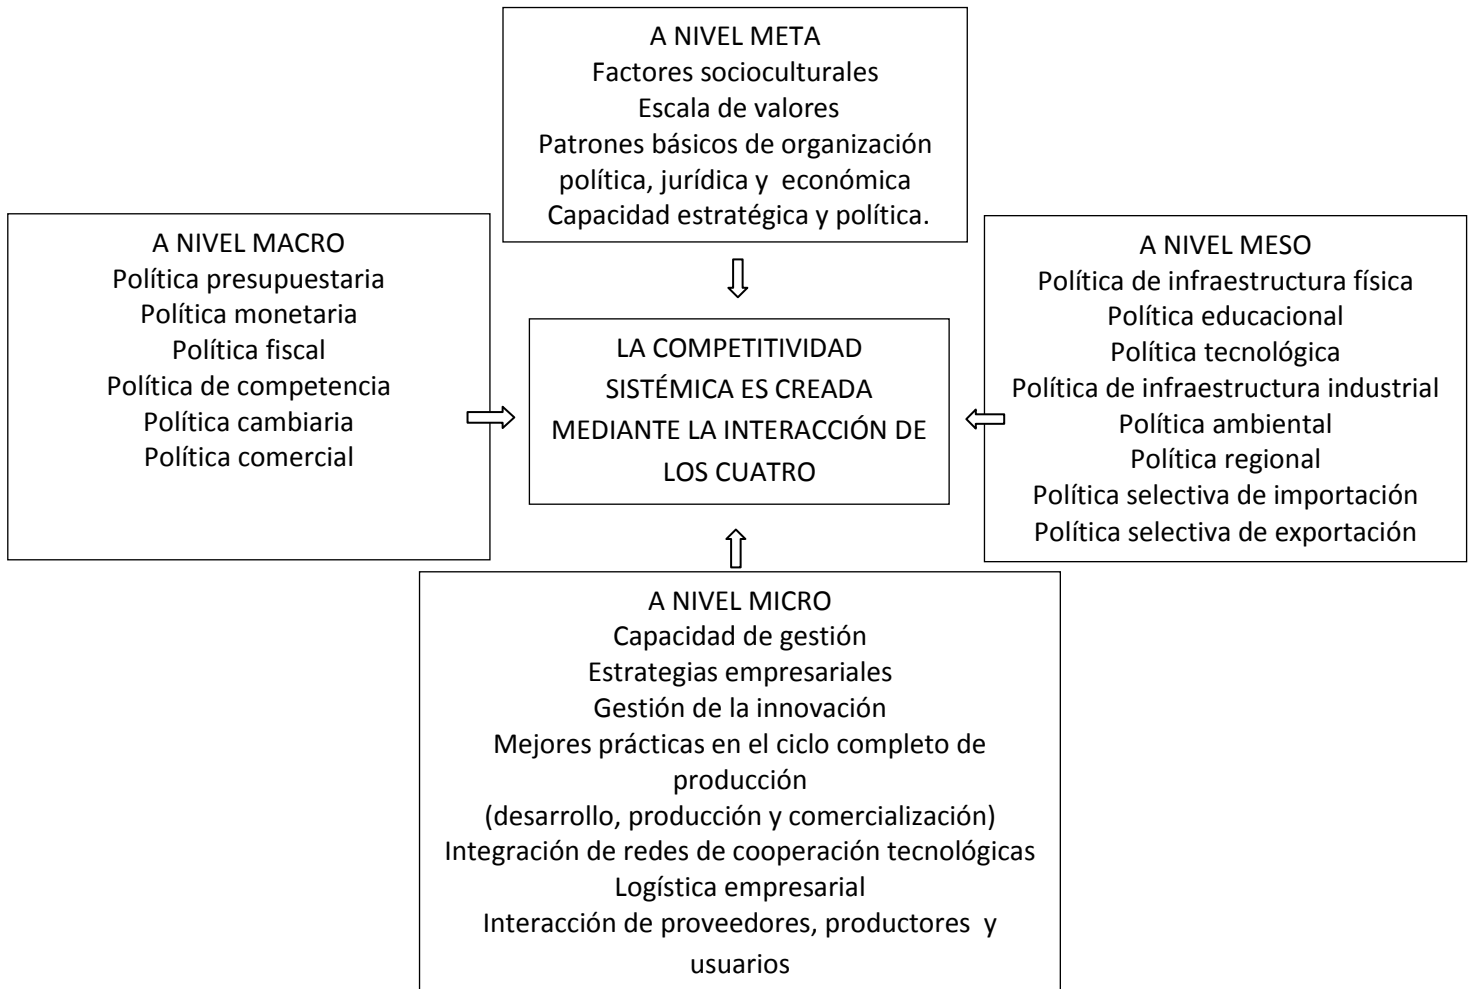 A NIVEL META
Factores socioculturales
Escala de valores
Patrones básicos de organización
política, jurídica y económica
Capacidad estratégica y política.
A NIVEL MACRO
Política presupuestaria
Política monetaria
Política fiscal
Política de competencia
Política cambiaria
Política comercial
LA COMPETITIVIDAD
SISTÉMICA ES CREADA
MEDIANTE LA INTERACCIÓN DE
LOS CUATRO
A NIVEL MESO
Política de infraestructura física
Política educacional
Política tecnológica
Política de infraestructura industrial
Política ambiental
Política regional
Política selectiva de importación
Política selectiva de exportación
A NIVEL MICRO
Capacidad de gestión
Estrategias empresariales
Gestión de la innovación
Mejores prácticas en el ciclo completo de
producción
(desarrollo, producción y comercialización)
Integración de redes de cooperación tecnológicas
Logística empresarial
Interacción de proveedores, productores y
usuarios